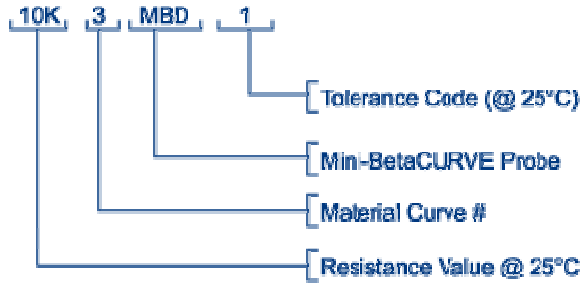 10K 3 MBD 1
Tolerance Code (@ 25°C)
Mini-BetaCURVE Probe
Material Curve #
Resistance Value @ 25°C